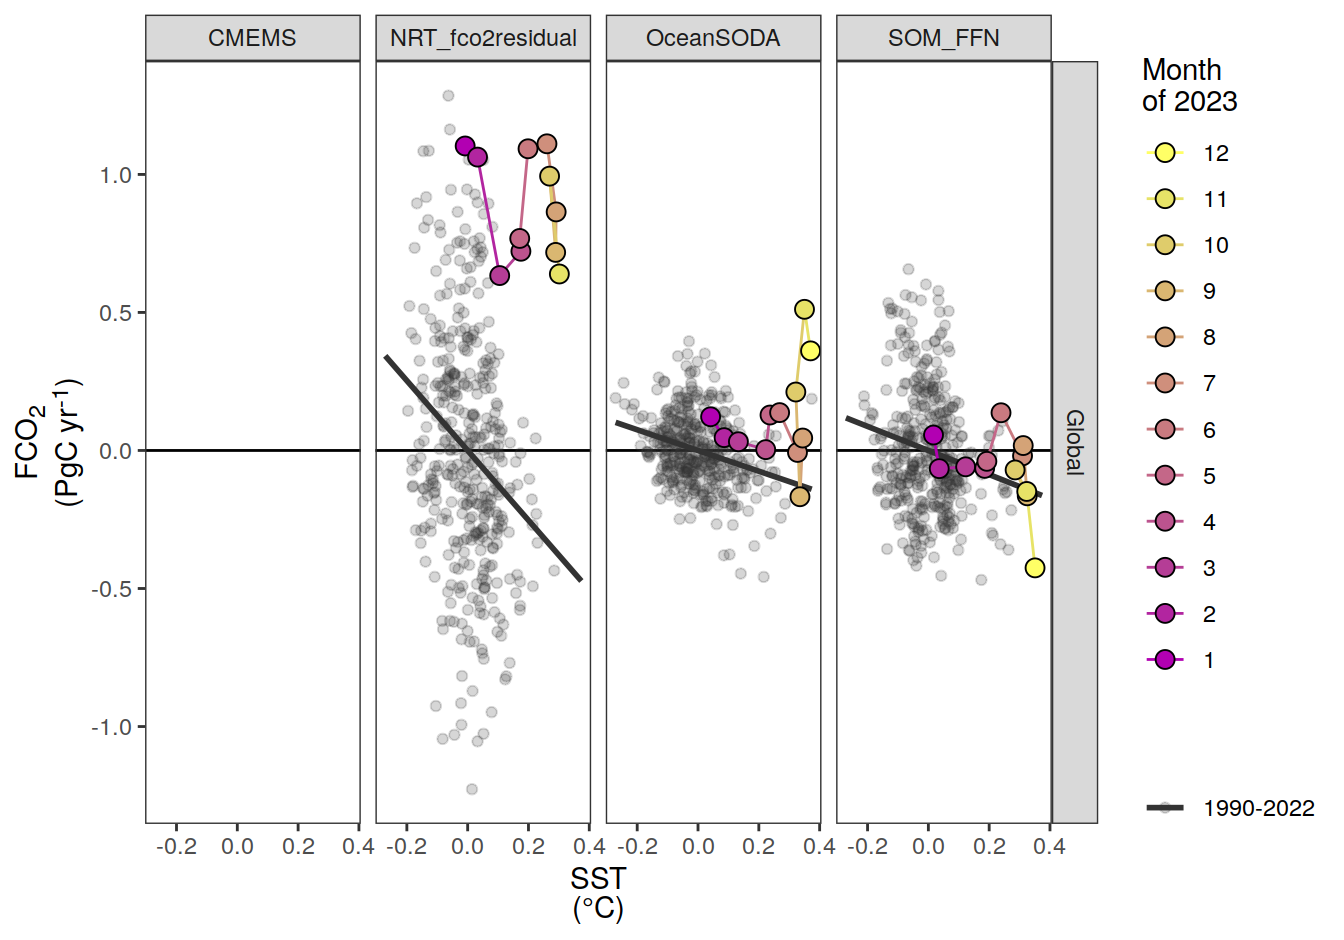 CMEMS NRT_fco2residual OceanSODA SOM_FFN
Global
FCO₂
(PgC yr⁻¹)
1.0
0.5
0.0
-0.5
-1.0
-0.2 0.0 0.2 0.4 -0.2 0.0 0.2 0.4 -0.2 0.0 0.2 0.4 -0.2 0.0 0.2 0.4
SST
(°C)
Month
of 2023
12
11
10
9
8
7
6
5
4
3
2
1
1990-2022